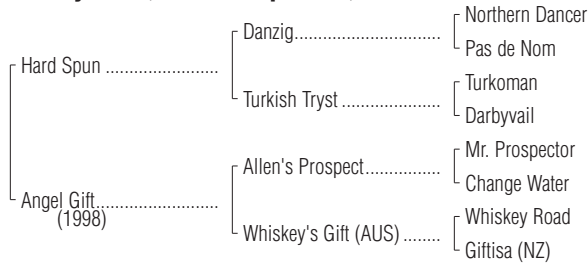 Northern Dancer
Danzig
Pas de Nom
Hard Spun
Turkoman
Turkish Tryst
Darbyvail
Mr. Prospector
Allen's Prospect
Change Water
Angel Gift
(1998)
Whiskey Road
Whiskey's Gift (AUS)
Giftisa (NZ)